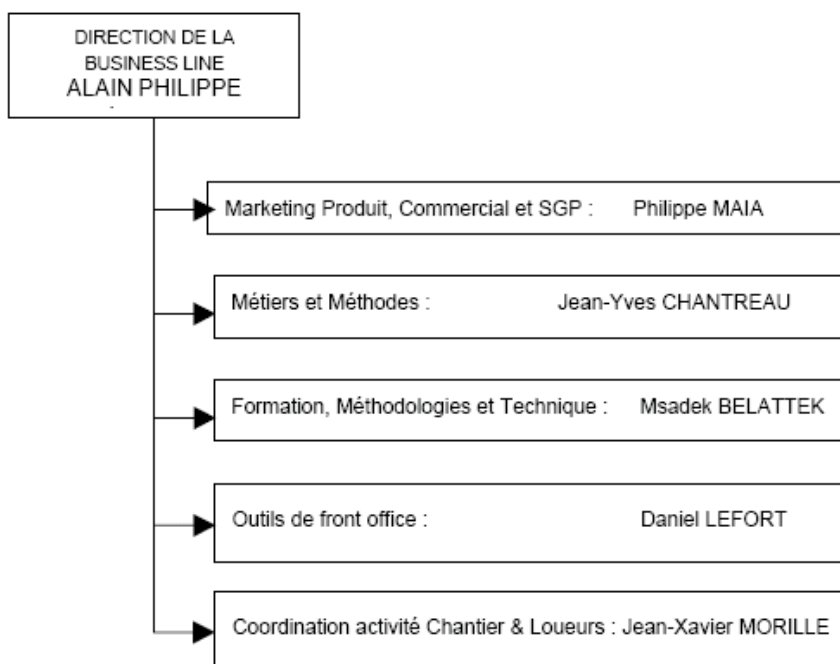 DIRECTION DE LA
BUSINESS LINE
ALAIN PHILIPPE
Marketing Produit, Commercial et SGP : Philippe MAIA
Métiers et Méthodes : Jean-Yves CHANTREAU
Formation, Méthodologies et Technique : Msadek BELATTEK
Outils de front office : Daniel LEFORT
Coordination activité Chantier & Loueurs : Jean-Xavier MORILLE